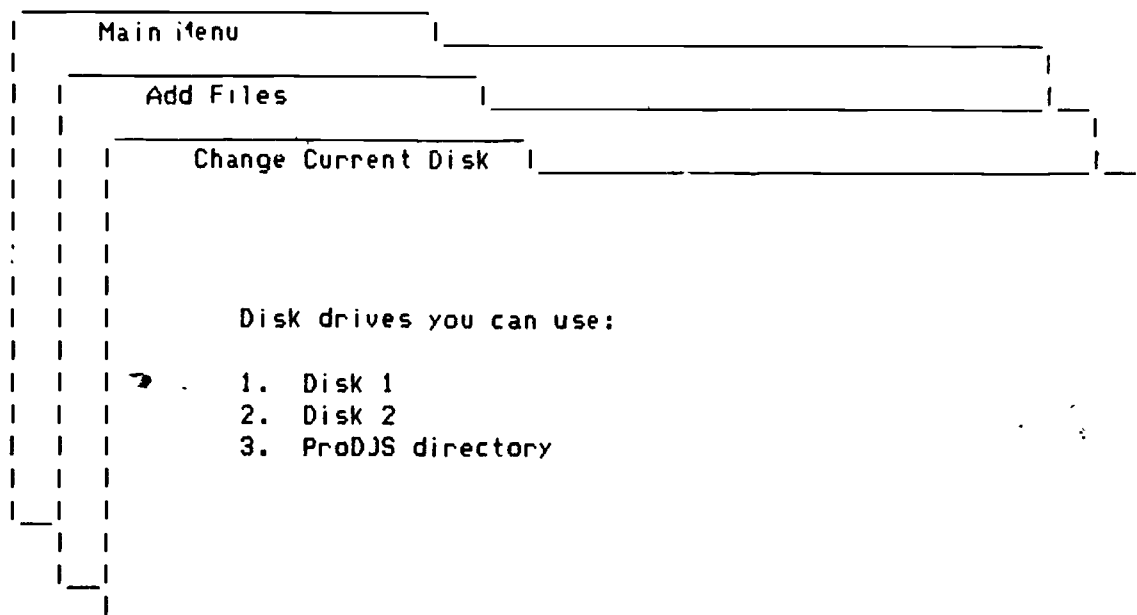 Main Menu
Add Files
Change Current Disk
Disk drives you can use:
1. Disk 1
2. Disk 2
3. ProDJS directory